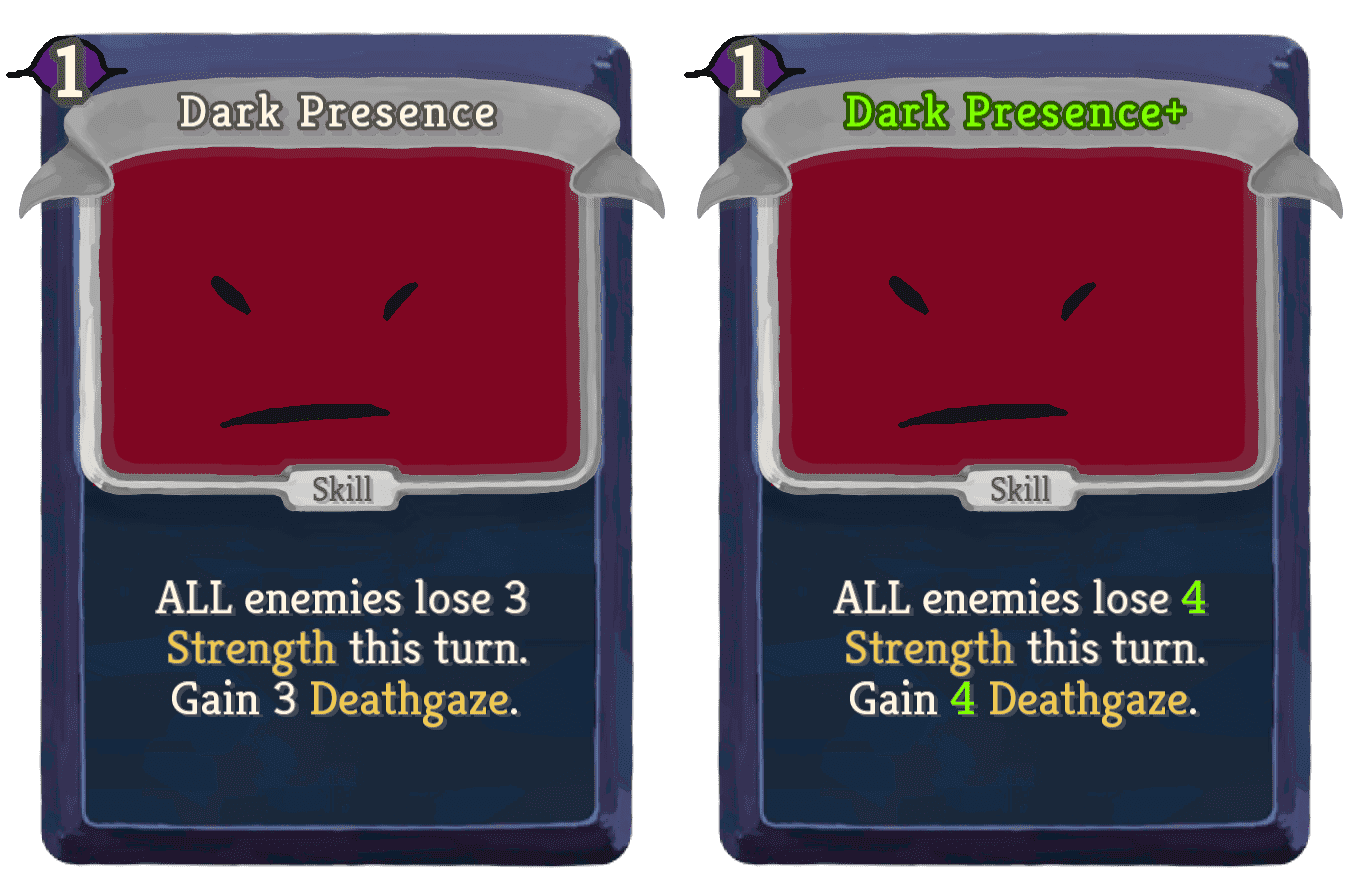 1
Dark Presence
Skill
ALL enemies lose 3
Strength this turn.
Gain 3 Deathgaze.
1
Dark Presence+
Skill
ALL enemies lose 4
Strength this turn.
Gain 4 Deathgaze.